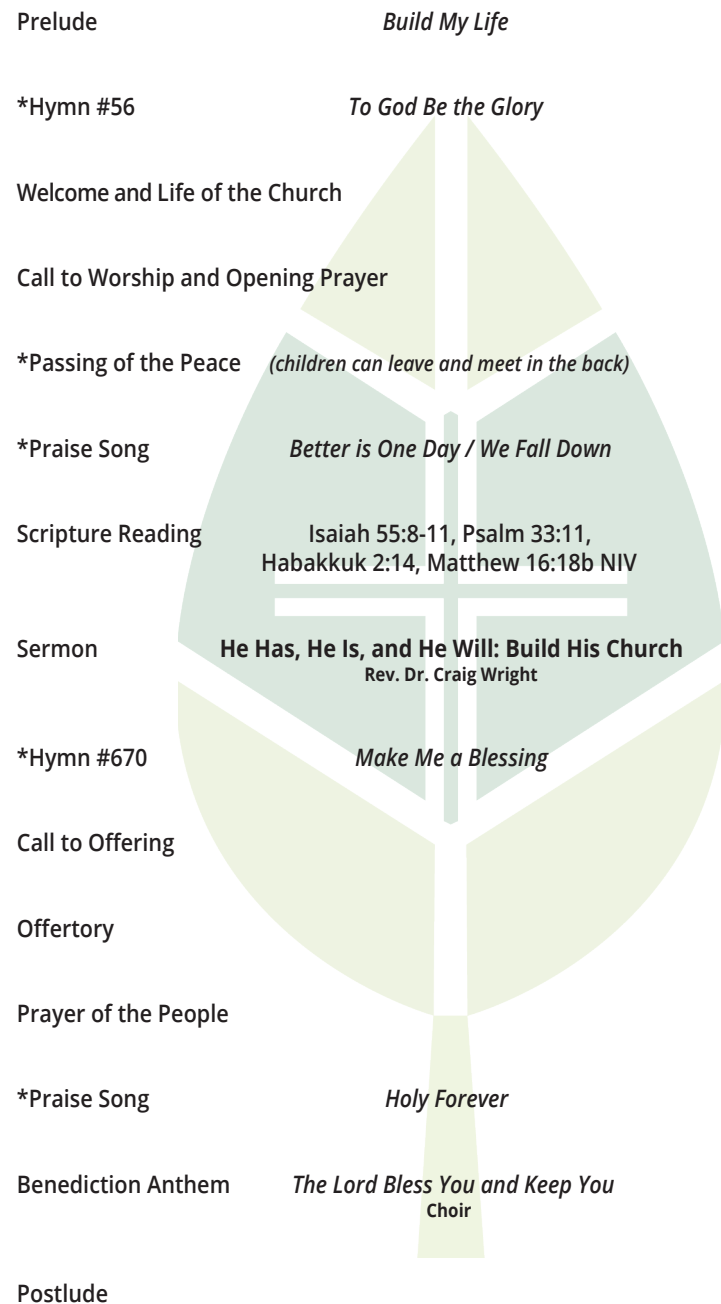 Prelude Build My Life
*Hymn #56 To God Be the Glory
Welcome and Life of the Church
Call to Worship and Opening Prayer
*Passing of the Peace (children can leave and meet in the back)
*Praise Song Better is One Day / We Fall Down
Scripture Reading Isaiah 55:8-11, Psalm 33:11,
Habakkuk 2:14, Matthew 16:18b NIV
Sermon He Has, He Is, and He Will: Build His Church
Rev. Dr. Craig Wright
*Hymn #670 Make Me a Blessing
Call to Offering
Offertory
Prayer of the People
*Praise Song Holy Forever
Benediction Anthem The Lord Bless You and Keep You
Choir
Postlude